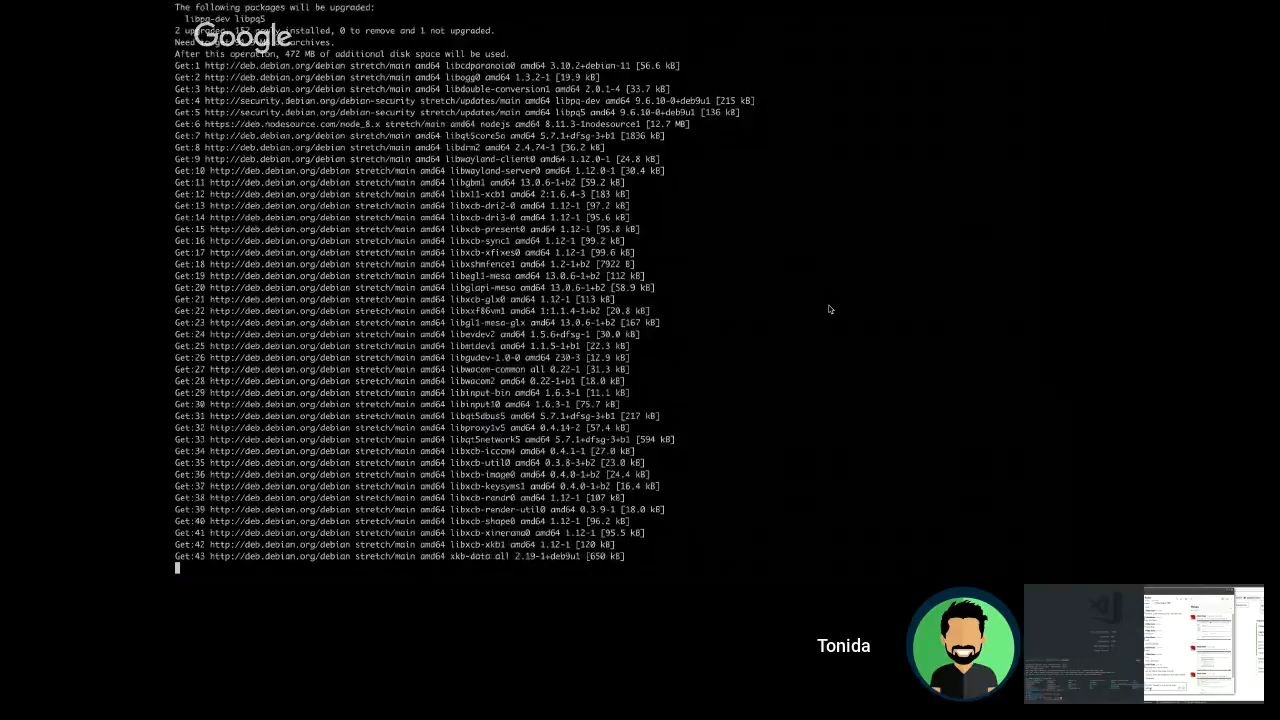 The following packages will be upgraded:
libpq-dev libpq5
2 upgraded, 152 newly installed, 0 to remove and 1 not upgraded.
Google
Need to get archives.
After this operation, 472 MB of additional disk space will be used.
Get:1 http://deb.debian.org/debian stretch/main amd64 libcdparanoia0 amd64 3.10.2+debian-11 [56.6 kB]
Get:2 http://deb.debian.org/debian stretch/main amd64 libogg0 amd64 1.3.2-1 [19.9 kB]
Get:3 http://deb.debian.org/debian stretch/main amd64 libdouble-conversion1 amd64 2.0.1-4 [33.7 kB]
Get:4 http://security.debian.org/debian-security stretch/updates/main amd64 libpq-dev amd64 9.6.10-0+deb9u1 [215 kB]
Get:5 http://security.debian.org/debian-security stretch/updates/main amd64 libpq5 amd64 9.6.10-0+deb9u1 [136 kB]
Get:6 https://deb.nodesource.com/node_8.x stretch/main amd64 nodejs amd64 8.11.3-1nodesource1 [12.7 MB]
Get:7 http://deb.debian.org/debian stretch/main amd64 libqt5core5a amd64 5.7.1+dfsg-3+b1 [1836 kB]
Get:8 http://deb.debian.org/debian stretch/main amd64 libdrm2 amd64 2.4.74-1 [36.2 kB]
Get:9 http://deb.debian.org/debian stretch/main amd64 libwayland-client0 amd64 1.12.0-1 [24.8 kB]
Get:10 http://deb.debian.org/debian stretch/main amd64 libwayland-server0 amd64 1.12.0-1 [30.4 kB]
Get:11 http://deb.debian.org/debian stretch/main amd64 libgbm1 amd64 13.0.6-1+b2 [59.2 kB]
Get:12 http://deb.debian.org/debian stretch/main amd64 libx11-xcb1 amd64 2:1.6.4-3 [183 kB]
Get:13 http://deb.debian.org/debian stretch/main amd64 libxcb-dri2-0 amd64 1.12-1 [97.2 kB]
Get:14 http://deb.debian.org/debian stretch/main amd64 libxcb-dri3-0 amd64 1.12-1 [95.6 kB]
Get:15 http://deb.debian.org/debian stretch/main amd64 libxcb-present0 amd64 1.12-1 [95.8 kB]
Get:16 http://deb.debian.org/debian stretch/main amd64 libxcb-sync1 amd64 1.12-1 [99.2 kB]
Get:17 http://deb.debian.org/debian stretch/main amd64 libxcb-xfixes0 amd64 1.12-1 [99.6 kB]
Get:18 http://deb.debian.org/debian stretch/main amd64 libxshmfence1 amd64 1.2-1+b2 [7922 B]
Get:19 http://deb.debian.org/debian stretch/main amd64 libegl1-mesa amd64 13.0.6-1+b2 [112 kB]
Get:20 http://deb.debian.org/debian stretch/main amd64 libglapi-mesa amd64 13.0.6-1+b2 [58.9 kB]
Get:21 http://deb.debian.org/debian stretch/main amd64 libxcb-glx0 amd64 1.12-1 [113 kB]
Get:22 http://deb.debian.org/debian stretch/main amd64 libxxf86vm1 amd64 1:1.1.4-1+b2 [20.8 kB]
Get:23 http://deb.debian.org/debian stretch/main amd64 libgl1-mesa-glx amd64 13.0.6-1+b2 [167 kB]
Get:24 http://deb.debian.org/debian stretch/main amd64 libevdev2 amd64 1.5.6+dfsg-1 [30.0 kB]
Get:25 http://deb.debian.org/debian stretch/main amd64 libmtdev1 amd64 1.1.5-1+b1 [22.3 kB]
Get:26 http://deb.debian.org/debian stretch/main amd64 libgudev-1.0-0 amd64 230-3 [12.9 kB]
Get:27 http://deb.debian.org/debian stretch/main amd64 libwacom-common all 0.22-1 [31.3 kB]
Get:28 http://deb.debian.org/debian stretch/main amd64 libwacom2 amd64 0.22-1+b1 [18.0 kB]
Get:29 http://deb.debian.org/debian stretch/main amd64 libinput-bin amd64 1.6.3-1 [11.1 kB]
Get:30 http://deb.debian.org/debian stretch/main amd64 libinput10 amd64 1.6.3-1 [75.7 kB]
Get:31 http://deb.debian.org/debian stretch/main amd64 libqt5dbus5 amd64 5.7.1+dfsg-3+b1 [217 kB]
Get:32 http://deb.debian.org/debian stretch/main amd64 libproxy1v5 amd64 0.4.14-2 [57.4 kB]
Get:33 http://deb.debian.org/debian stretch/main amd64 libqt5network5 amd64 5.7.1+dfsg-3+b1 [594 kB]
Get:34 http://deb.debian.org/debian stretch/main amd64 libxcb-icccm4 amd64 0.4.1-1 [27.0 kB]
Get:35 http://deb.debian.org/debian stretch/main amd64 libxcb-util0 amd64 0.3.8-3+b2 [23.0 kB]
Get:36 http://deb.debian.org/debian stretch/main amd64 libxcb-image0 amd64 0.4.0-1+b2 [24.4 kB]
Get:37 http://deb.debian.org/debian stretch/main amd64 libxcb-keysyms1 amd64 0.4.0-1+b2 [16.4 kB]
Get:38 http://deb.debian.org/debian stretch/main amd64 libxcb-randr0 amd64 1.12-1 [107 kB]
Get:39 http://deb.debian.org/debian stretch/main amd64 libxcb-render-util0 amd64 0.3.9-1 [18.0 kB]
Get:40 http://deb.debian.org/debian stretch/main amd64 libxcb-shape0 amd64 1.12-1 [96.2 kB]
Get:41 http://deb.debian.org/debian stretch/main amd64 libxcb-xinerama0 amd64 1.12-1 [95.5 kB]
Get:42 http://deb.debian.org/debian stretch/main amd64 libxcb-xkb1 amd64 1.12-1 [120 kB]
Get:43 http://deb.debian.org/debian stretch/main amd64 xkb-data all 2.19-1+deb9u1 [650 kB]